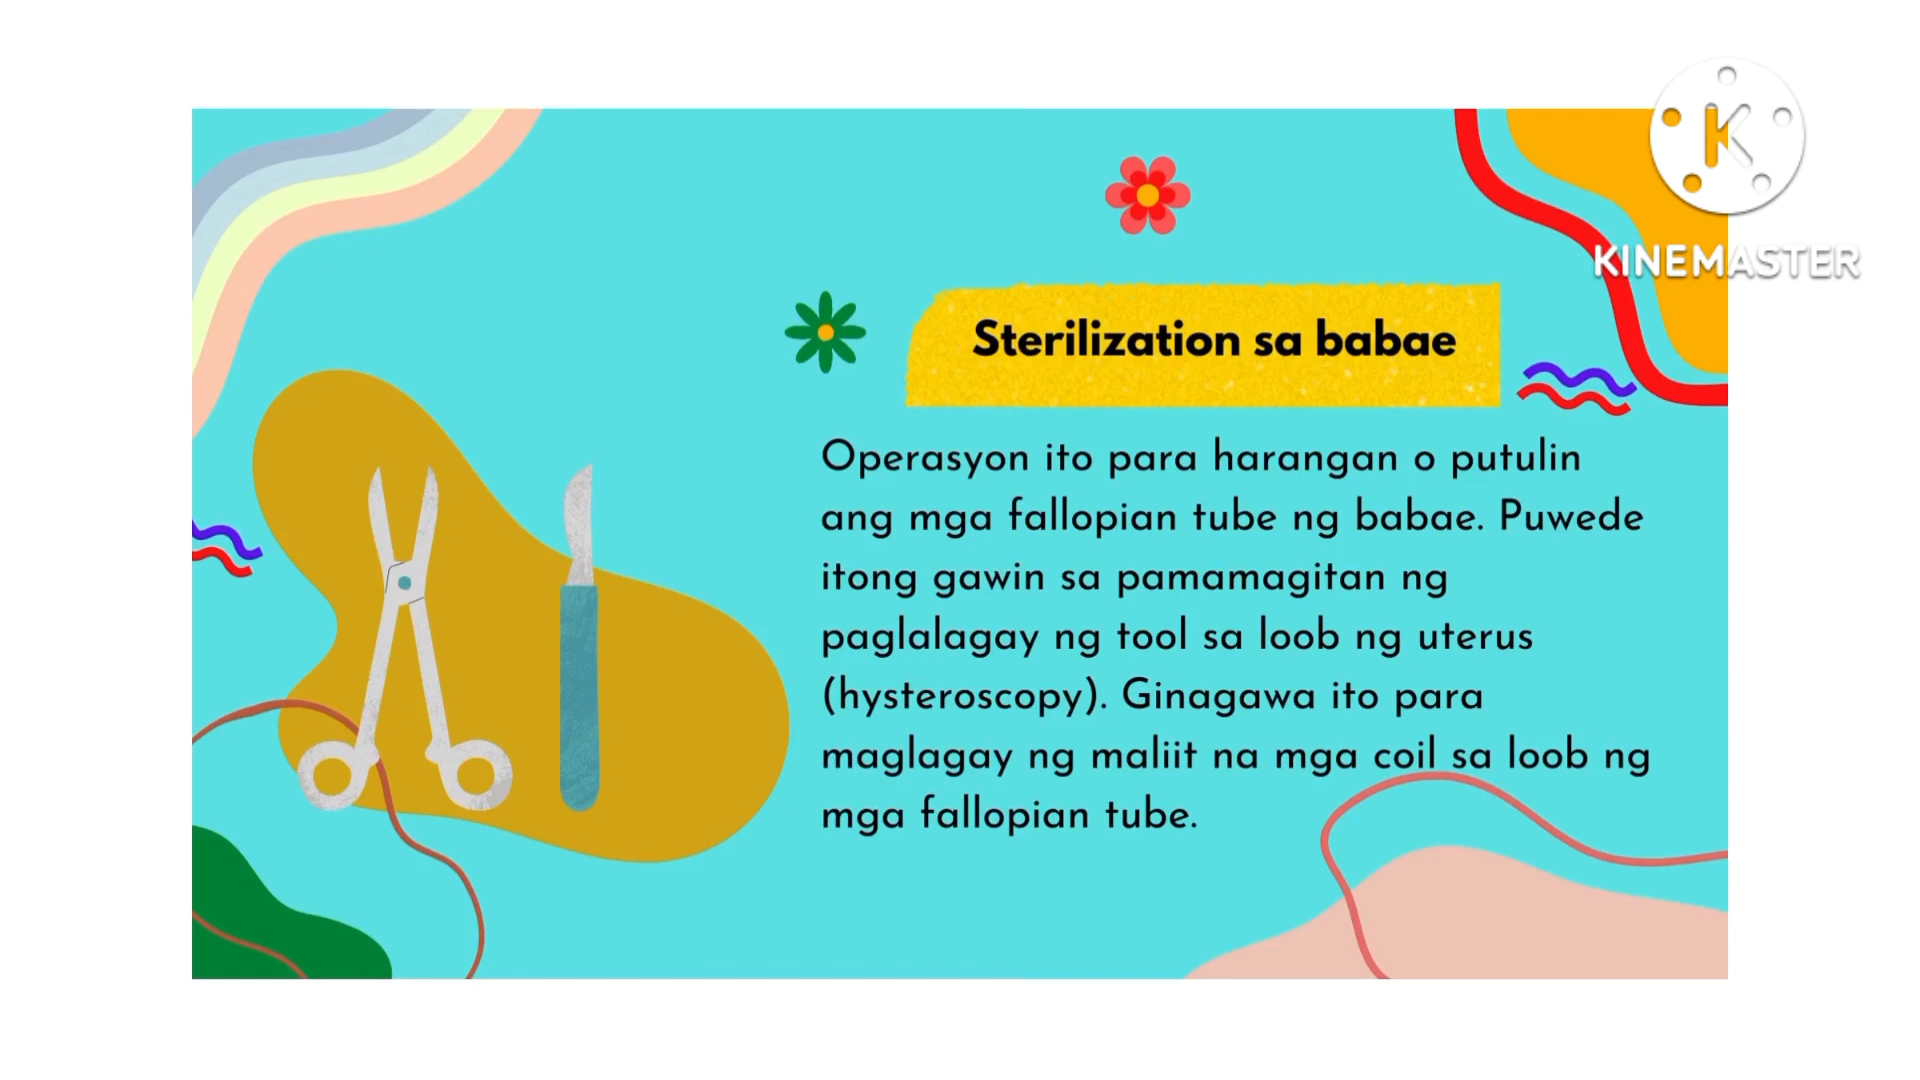 KINEMASTER
Sterilization sa babae
Operasyon ito para harangan o putulin
ang mga fallopian tube ng babae. Puwede
itong gawin sa pamamagitan ng
paglalagay ng tool sa loob ng uterus
(hysteroscopy). Ginagawa ito para
maglagay ng maliit na mga coil sa loob ng
mga fallopian tube.